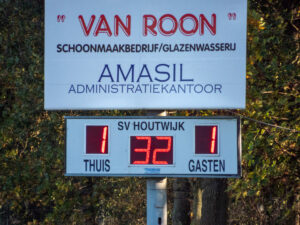 "VAN ROON"
SCHOONMAAKBEDRIJF/GLAZENWASSERIJ
AMASIL
ADMINISTRATIEKANTOOR
SV HOUTWIJK
1 32 1
THUIS GASTEN